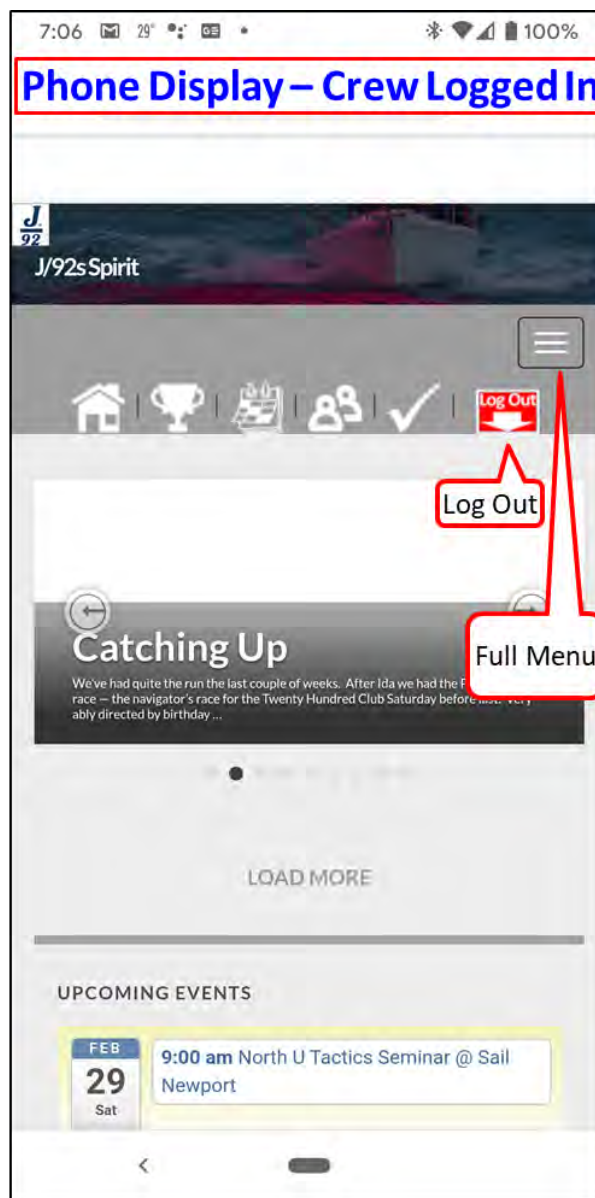 7:06 29° GE 100%
Phone Display – Crew Logged In
J
92
J/92s Spirit
Log Out
Log Out
Catching Up
Full Menu
We've had quite the run the last couple of weeks. After Ida we had the
race — the navigator's race for the Twenty Hundred Club Saturday before last. Very
ably directed by birthday ...
LOAD MORE
UPCOMING EVENTS
FEB
29
Sat
9:00 am North U Tactics Seminar @ Sail
Newport